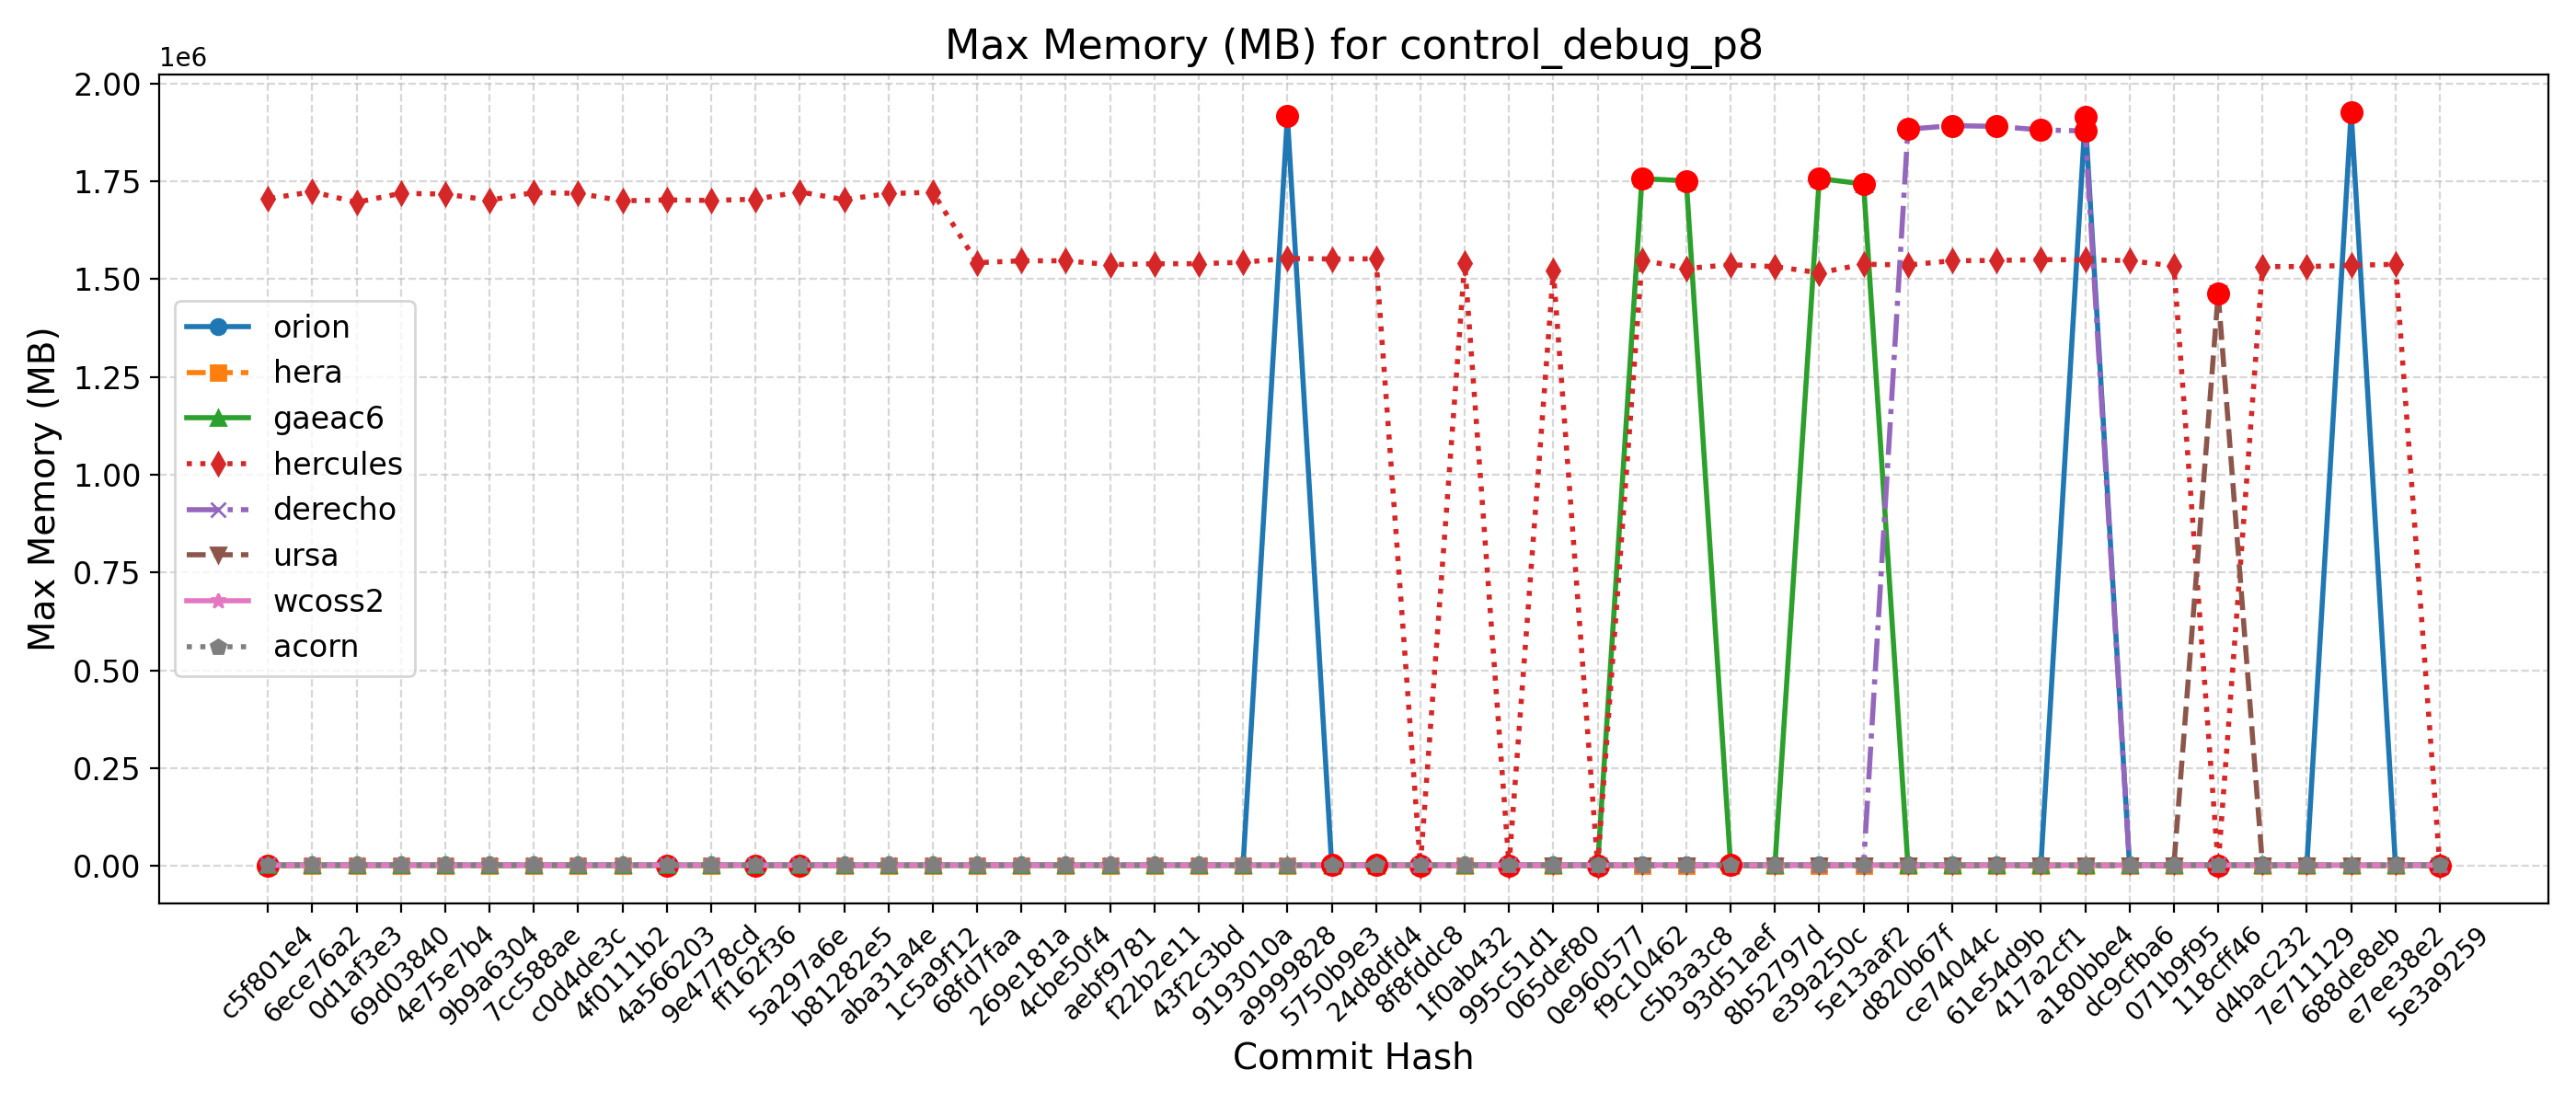 Max Memory (MB) for control_debug_p8
1e6
2.00
1.75
1.50
1.25
1.00
0.75
0.50
0.25
0.00
Max Memory (MB)
orion
hera
gaeac6
hercules
derecho
ursa
wcoss2
acorn
c5f801e4
6ece76a2
0d1af3e3
69d03840
4e75e7b4
9b9a6304
7cc588ae
c0d4de3c
4f0111b2
4a566203
9e4778cd
ff162f36
5a297a6e
b81282e5
aba31a4e
1c5a9f12
68fd7faa
269e181a
4cbe50f4
aebf9781
f22b2e11
43f2c3bd
9193010a
a9999828
5750b9e3
24d8dfd4
8f8fddc8
1f0ab432
995c51d1
065def80
0e960577
f9c10462
c5b3a3c8
93d51aef
8b52797d
e39a250c
5e13aaf2
d820b67f
ce74044c
61e54d9b
417a2cf1
a180bbe4
dc9cfba6
071b9f95
118cff46
d4bac232
7e711129
688de8eb
e7ee38e2
5e3a9259
Commit Hash